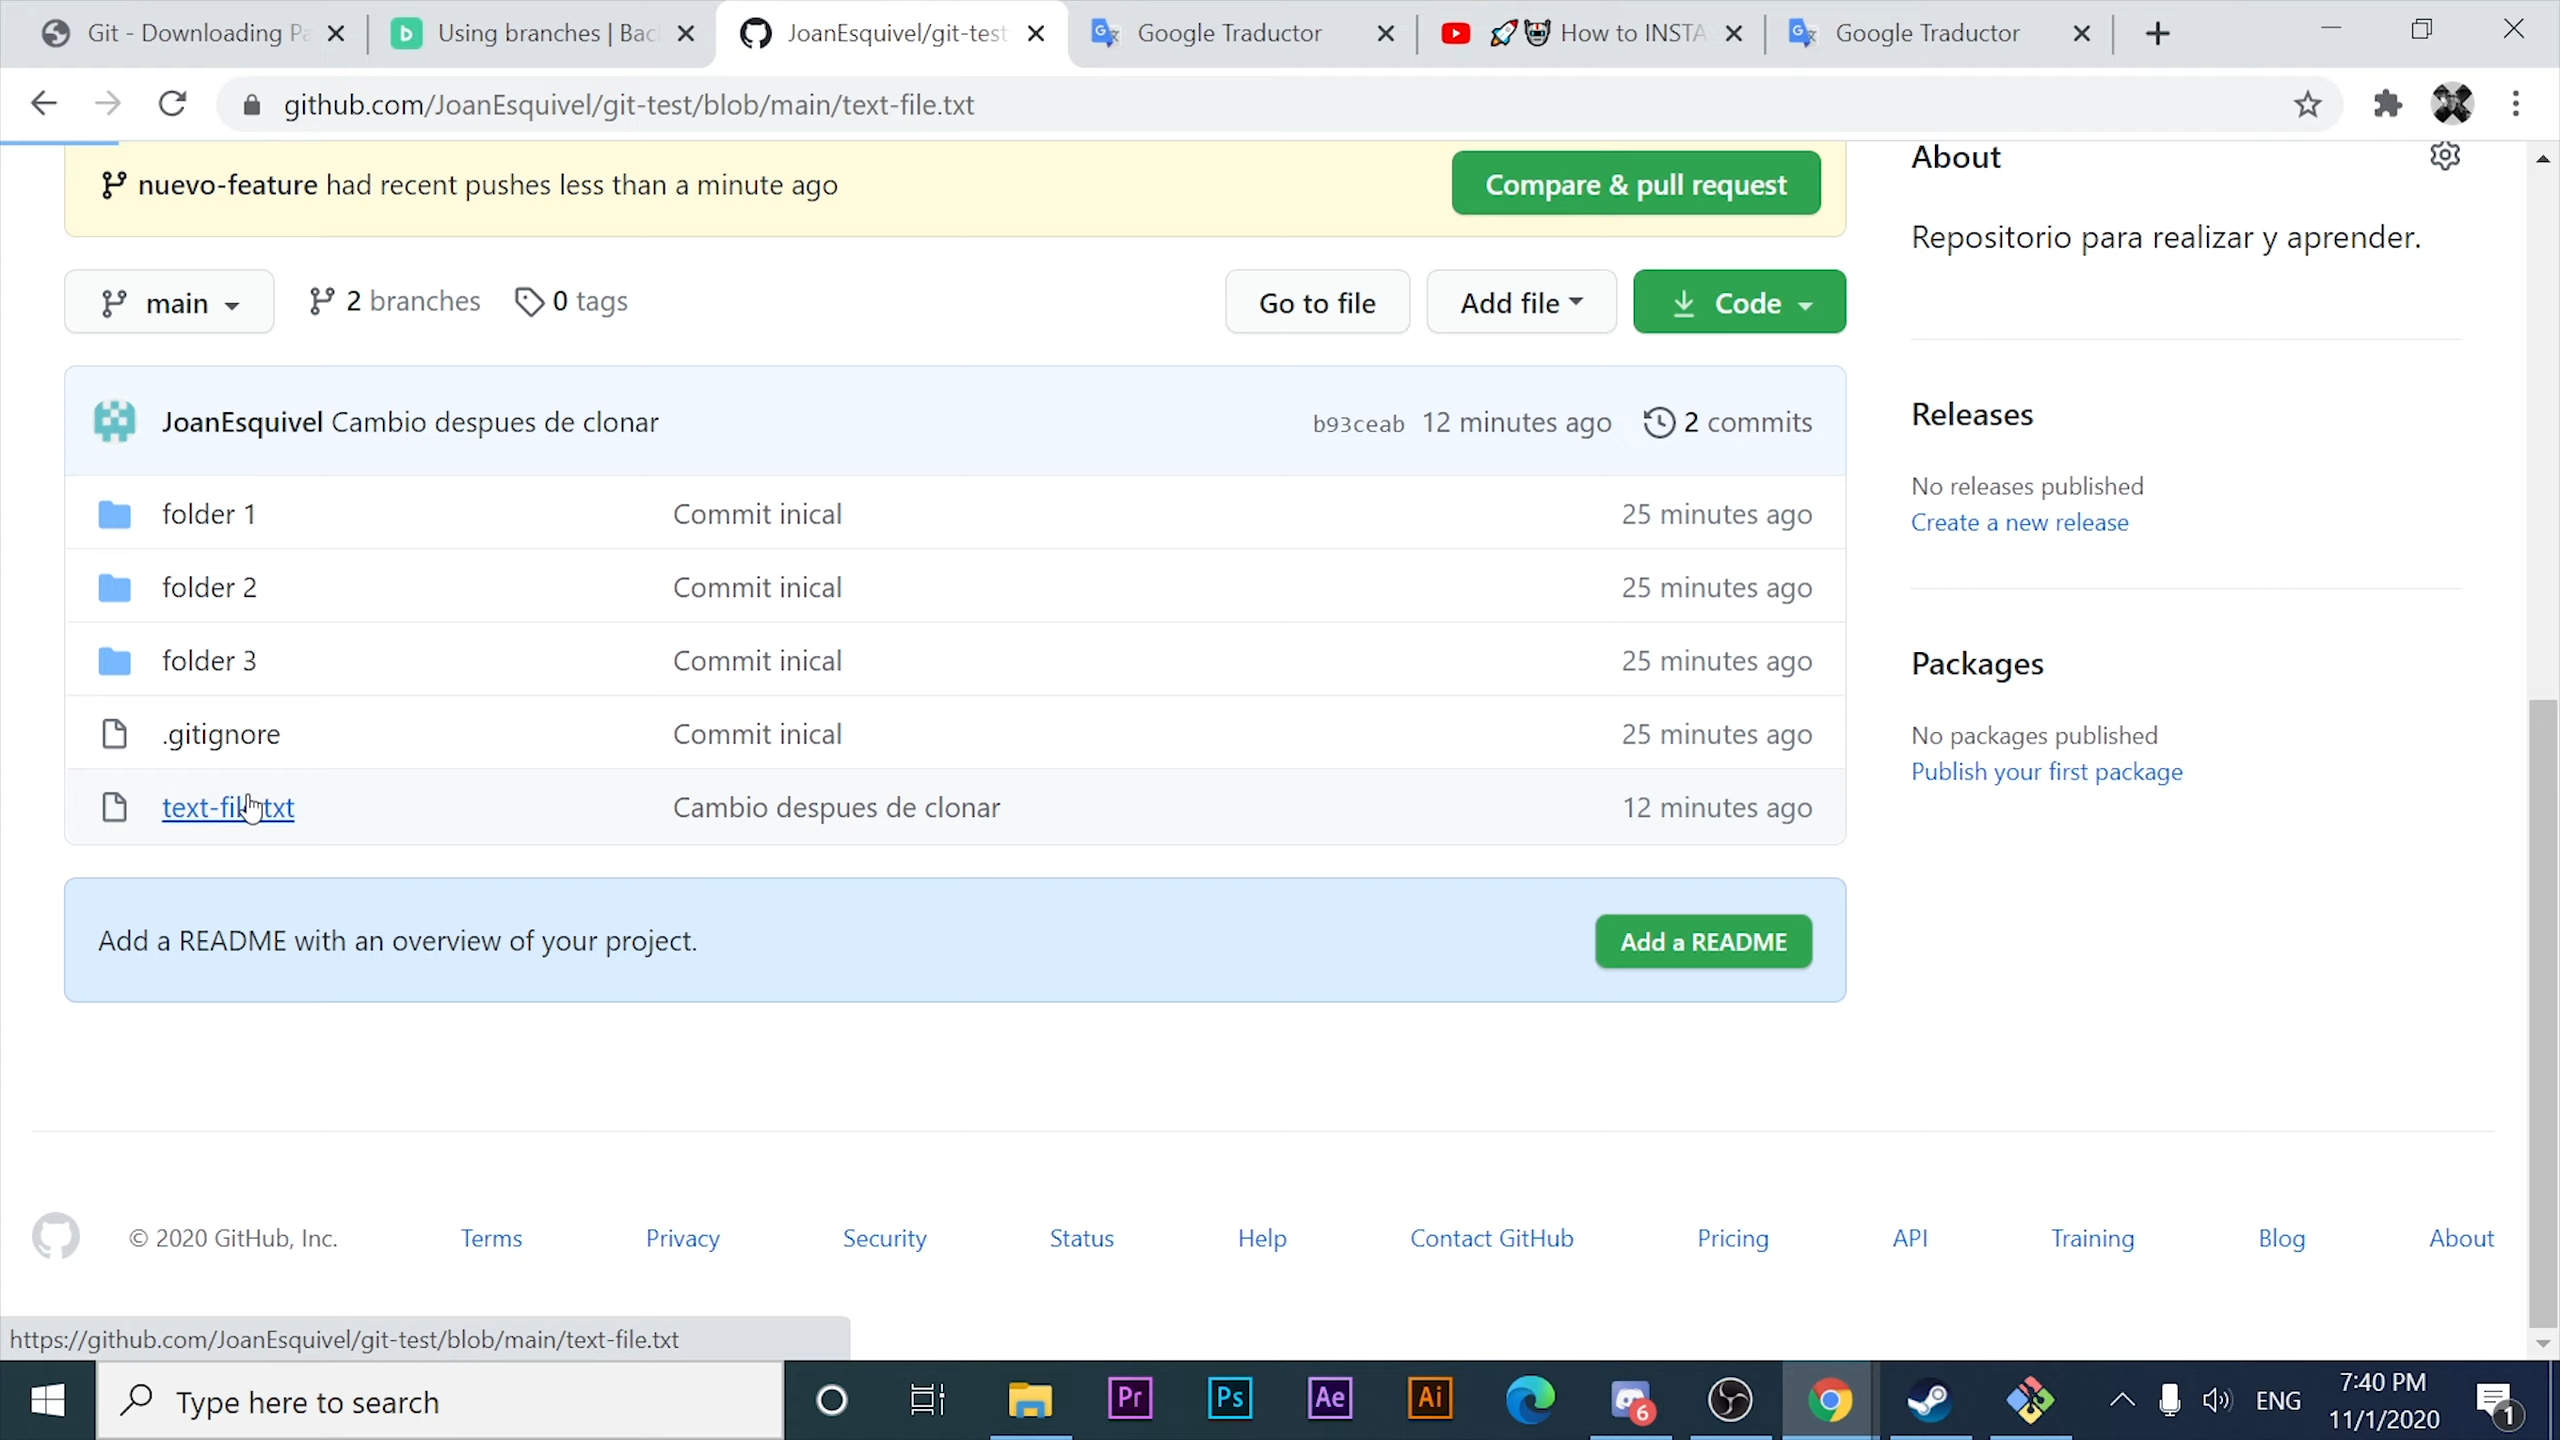 Git - Downloading Pa
Using branches | Bac
JoanEsquivel/git-test
Google Traductor
How to INSTA
Google Traductor
github.com/JoanEsquivel/git-test/blob/main/text-file.txt
nuevo-feature had recent pushes less than a minute ago
Compare & pull request
About
Repositorio para realizar y aprender.
main
2 branches
0 tags
Go to file
Add file
Code
JoanEsquivel Cambio despues de clonar
b93ceab 12 minutes ago
2 commits
Releases
No releases published
Create a new release
folder 1 Commit inical 25 minutes ago
folder 2 Commit inical 25 minutes ago
folder 3 Commit inical 25 minutes ago
.gitignore Commit inical 25 minutes ago
text-file.txt Cambio despues de clonar 12 minutes ago
Packages
No packages published
Publish your first package
Add a README with an overview of your project.
Add a README
© 2020 GitHub, Inc.
Terms
Privacy
Security
Status
Help
Contact GitHub
Pricing
API
Training
Blog
About
https://github.com/JoanEsquivel/git-test/blob/main/text-file.txt
Type here to search
Pr
Ps
Ae
Ai
6
ENG
7:40 PM
11/1/2020
1